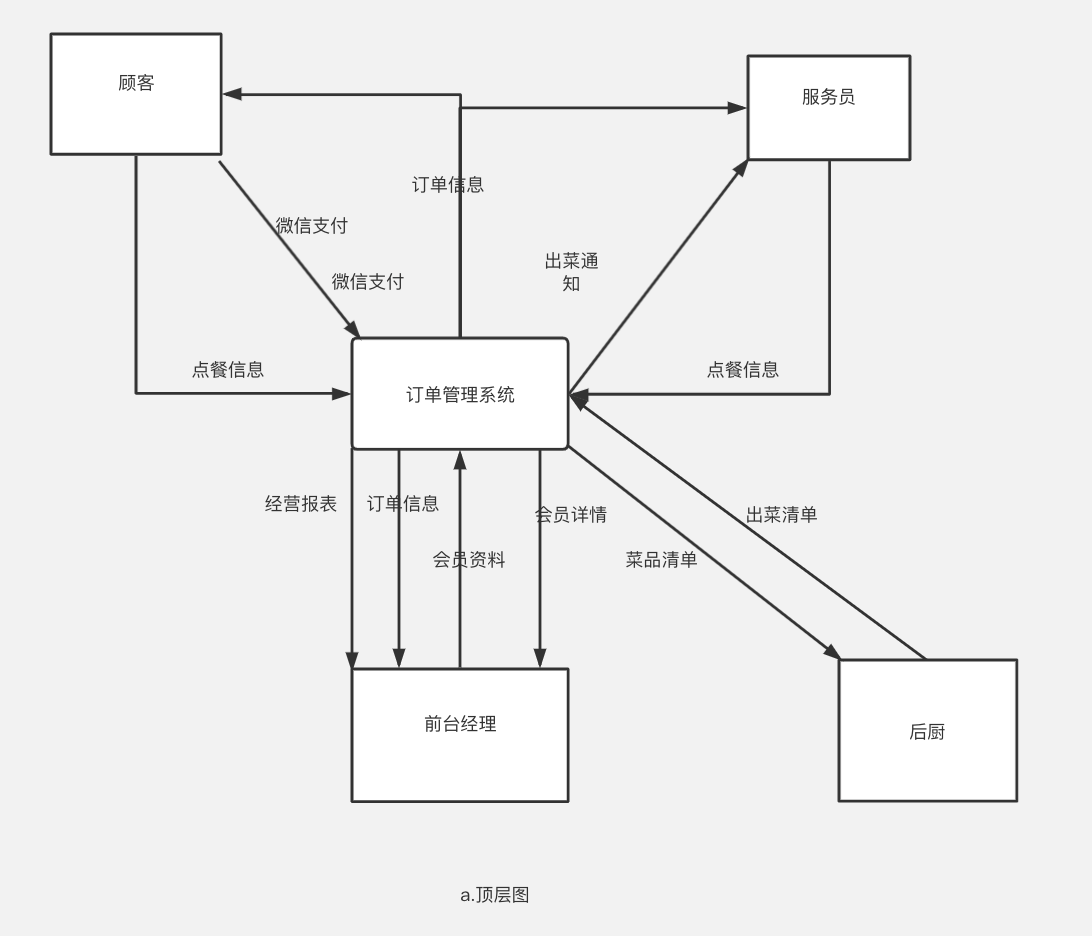 顾客
服务员
订单信息
微信支付
出菜通
知
微信支付
点餐信息
点餐信息
订单管理系统
经营报表
订单信息
会员详情
出菜清单
会员资料
菜品清单
前台经理
后厨
a.顶层图